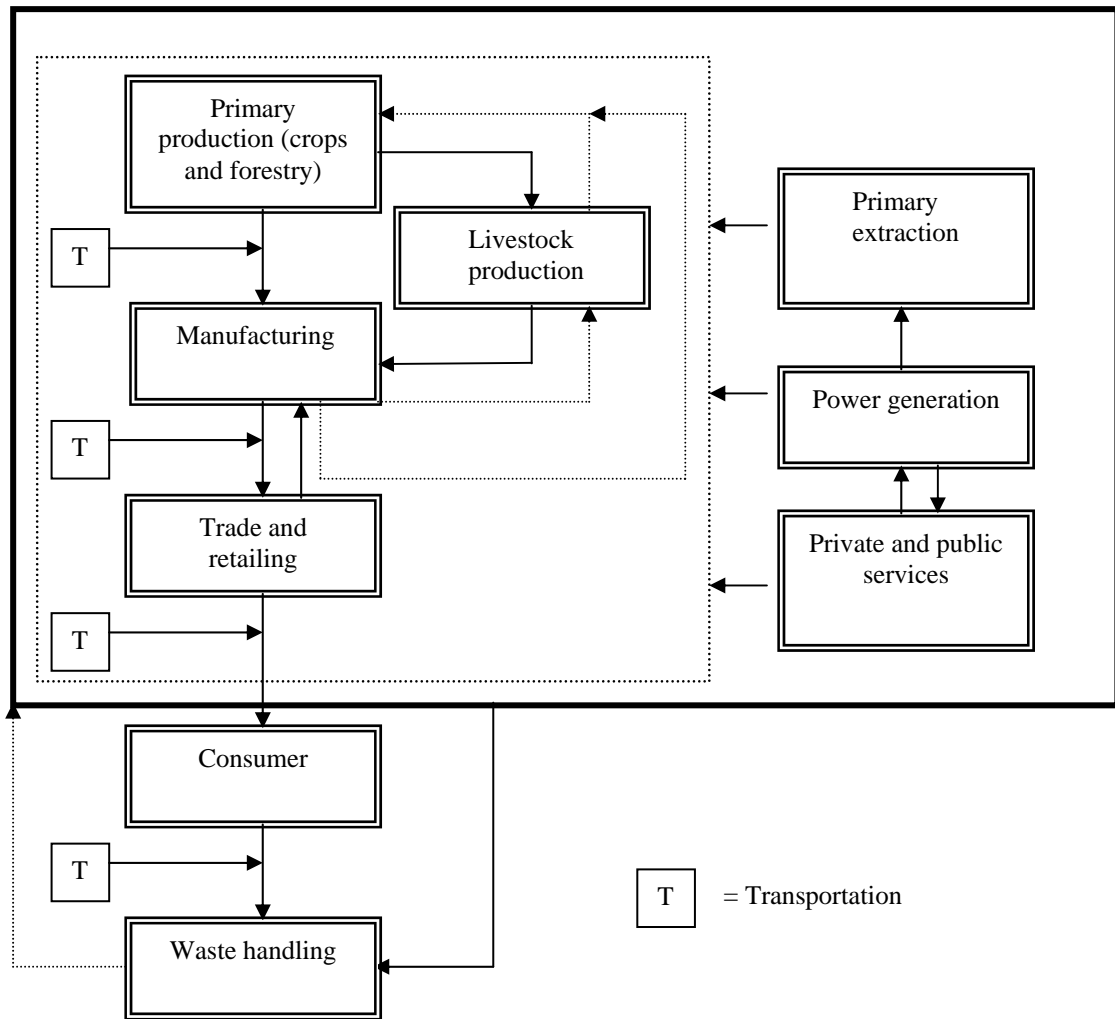 Primary
production (crops
and forestry)
Primary
extraction
Livestock
production
T
Manufacturing
Power generation
T
Trade and
retailing
Private and public
services
T
Consumer
T
T = Transportation
Waste handling